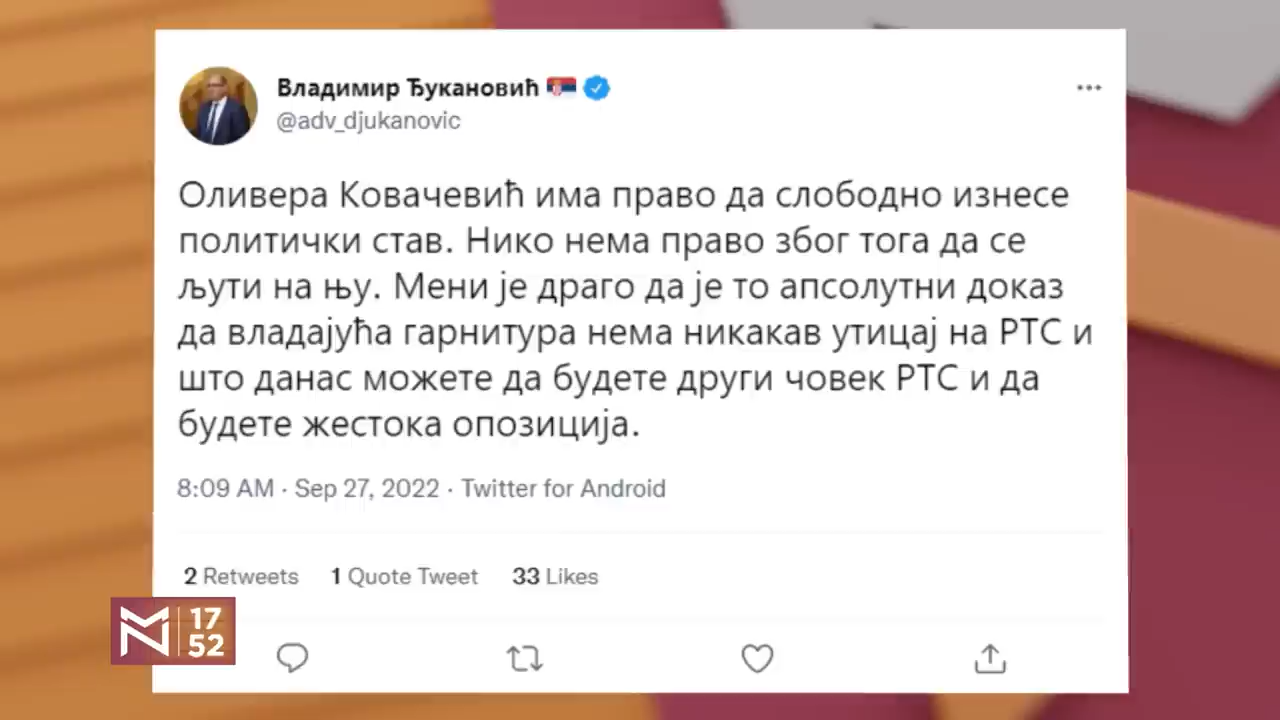 Владимир Ђукановић
@adv_djukanovic
Оливера Ковачевић има право да слободно изнесе
политички став. Нико нема право због тога да се
љути на њу. Мени је драго да је то апсолутни доказ
да владајућа гарнитура нема никакав утицај на РТС и
што данас можете да будете други човек РТС и да
будете жестока опозиција.
8:09 AM · Sep 27, 2022 · Twitter for Android
2 Retweets 1 Quote Tweet 33 Likes
17
52